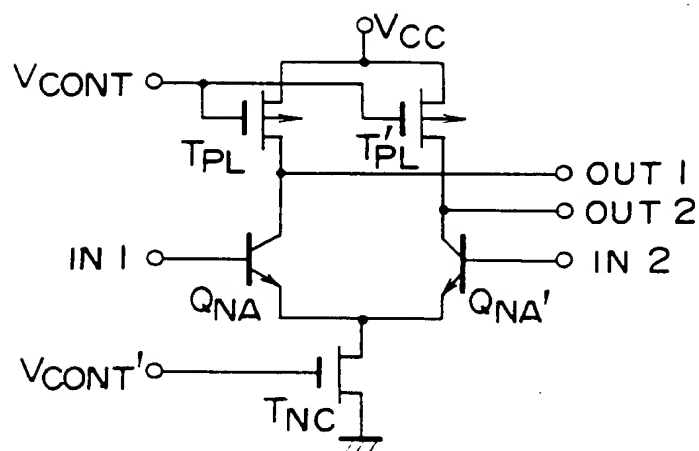 VCC
VCONT
TPL
T'PL
OUT 1
OUT 2
IN 1
IN 2
QNA
QNA'
VCONT'
TNC